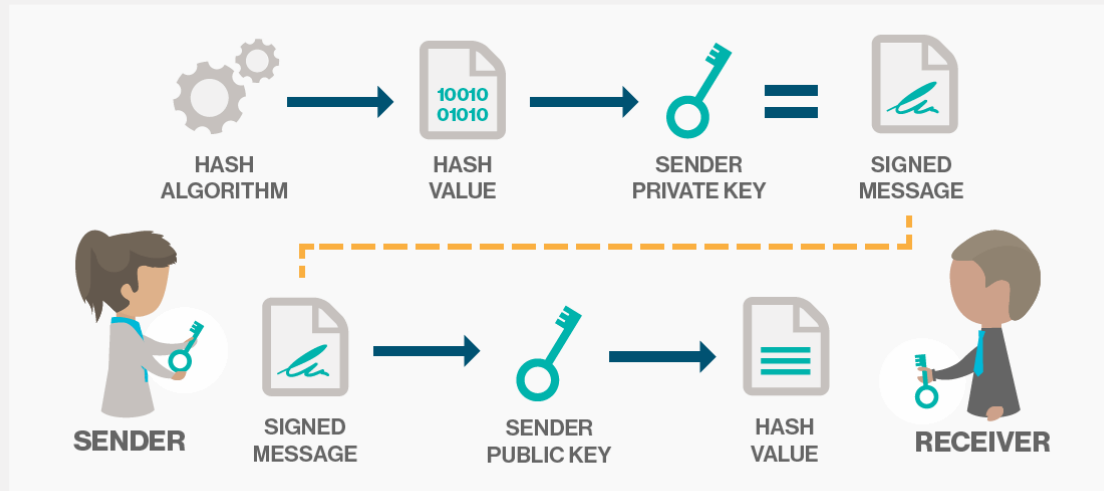 10010
01010
HASH
ALGORITHM
HASH
VALUE
SENDER
PRIVATE KEY
SIGNED
MESSAGE
SENDER
SIGNED
MESSAGE
SENDER
PUBLIC KEY
HASH
VALUE
RECEIVER